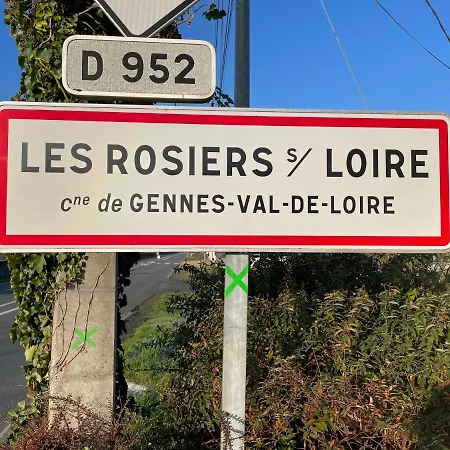 D 952
LES ROSIERS s/ LOIRE
cne de GENNES-VAL-DE-LOIRE